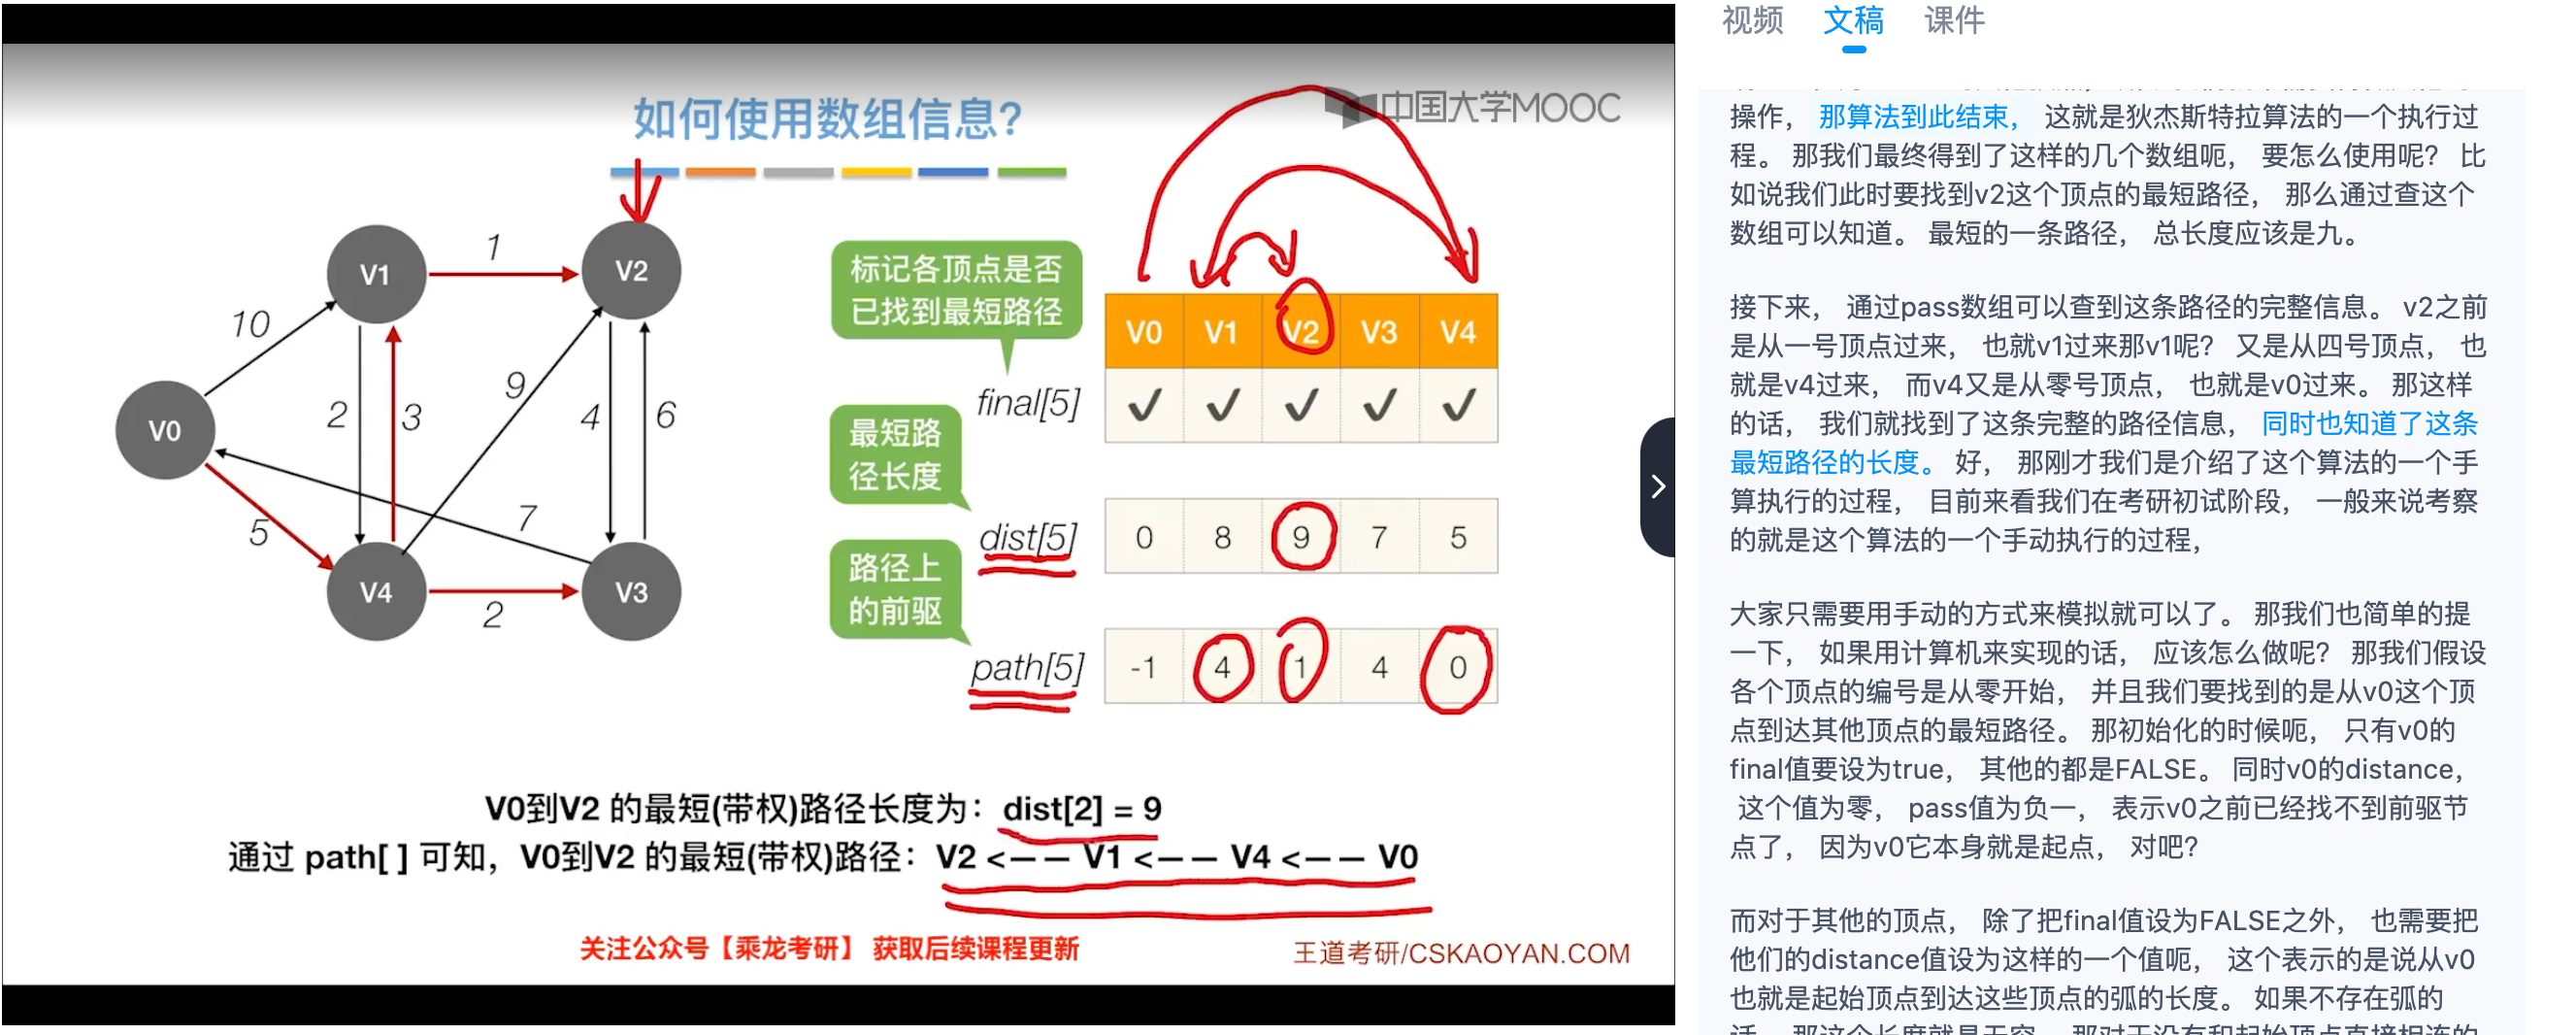 如何使用数组信息?
中国大学MOOC
V1
V2
V0
V4
V3
1
10
2
3
9
4
6
5
7
2
标记各顶点是否
已找到最短路径
V0 V1 V2 V3 V4
final[5]
✓ ✓ ✓ ✓ ✓
最短路
径长度
dist[5]
0 8 9 7 5
路径上
的前驱
path[5]
-1 4 1 4 0
V0到V2 的最短(带权)路径长度为：dist[2] = 9
通过 path[ ] 可知，V0到V2 的最短(带权)路径：V2 <—— V1 <—— V4 <—— V0
关注公众号【乘龙考研】 获取后续课程更新
王道考研/CSKAOYAN.COM
视频 文稿 课件
操作， 那算法到此结束， 这就是狄杰斯特拉算法的一个执行过
程。 那我们最终得到了这样的几个数组呃， 要怎么使用呢？ 比
如说我们此时要找到v2这个顶点的最短路径， 那么通过查这个
数组可以知道。 最短的一条路径， 总长度应该是九。
接下来， 通过pass数组可以查到这条路径的完整信息。 v2之前
是从一号顶点过来， 也就v1过来那v1呢？ 又是从四号顶点， 也
就是v4过来， 而v4又是从零号顶点， 也就是v0过来。 那这样
的话， 我们就找到了这条完整的路径信息， 同时也知道了这条
最短路径的长度。 好， 那刚才我们是介绍了这个算法的一个手
算执行的过程， 目前来看我们在考研初试阶段， 一般来说考察
的就是这个算法的一个手动执行的过程，
大家只需要用手动的方式来模拟就可以了。 那我们也简单的提
一下， 如果用计算机来实现的话， 应该怎么做呢？ 那我们假设
各个顶点的编号是从零开始， 并且我们要找到的是从v0这个顶
点到达其他顶点的最短路径。 那初始化的时候呃， 只有v0的
final值要设为true， 其他的都是FALSE。 同时v0的distance，
这个值为零， pass值为负一， 表示v0之前已经找不到前驱节
点了， 因为v0它本身就是起点， 对吧？
而对于其他的顶点， 除了把final值设为FALSE之外， 也需要把
他们的distance值设为这样的一个值呃， 这个表示的是说从v0
也就是起始顶点到达这些顶点的弧的长度。 如果不存在弧的